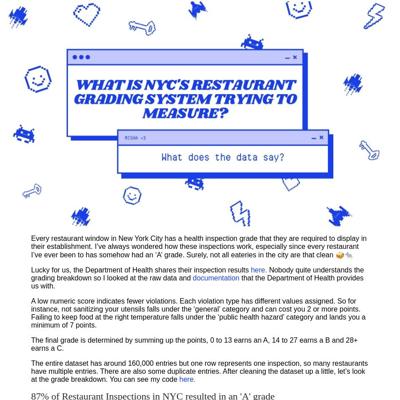 WHAT IS NYC'S RESTAURANT
GRADING SYSTEM TRYING TO
MEASURE?
What does the data say?
Every restaurant window in New York City has a health inspection grade that they are required to display in
their establishment. I've always wondered how these inspections work, especially since every restaurant
I've ever been to has somehow had an 'A' grade. Surely, not all eateries in the city are that clean
Lucky for us, the Department of Health shares their inspection results here. Nobody quite understands the
grading breakdown so I looked at the raw data and documentation that the Department of Health provides
us with.
A low numeric score indicates fewer violations. Each violation type has different values assigned. So for
instance, not sanitizing your utensils falls under the 'general' category and can cost you 2 or more points.
Failing to keep food at the right temperature falls under the 'public health hazard' category and lands you a
minimum of 7 points.
The final grade is determined by summing up the points, 0 to 13 earns an A, 14 to 27 earns a B and 28+
earns a C.
The entire dataset has around 160,000 entries but one row represents one inspection, so many restaurants
have multiple entries. There are also some duplicate entries. After cleaning the dataset up a little, let's look
at the grade breakdown. You can see my code here.
87% of Restaurant Inspections in NYC resulted in an 'A' grade